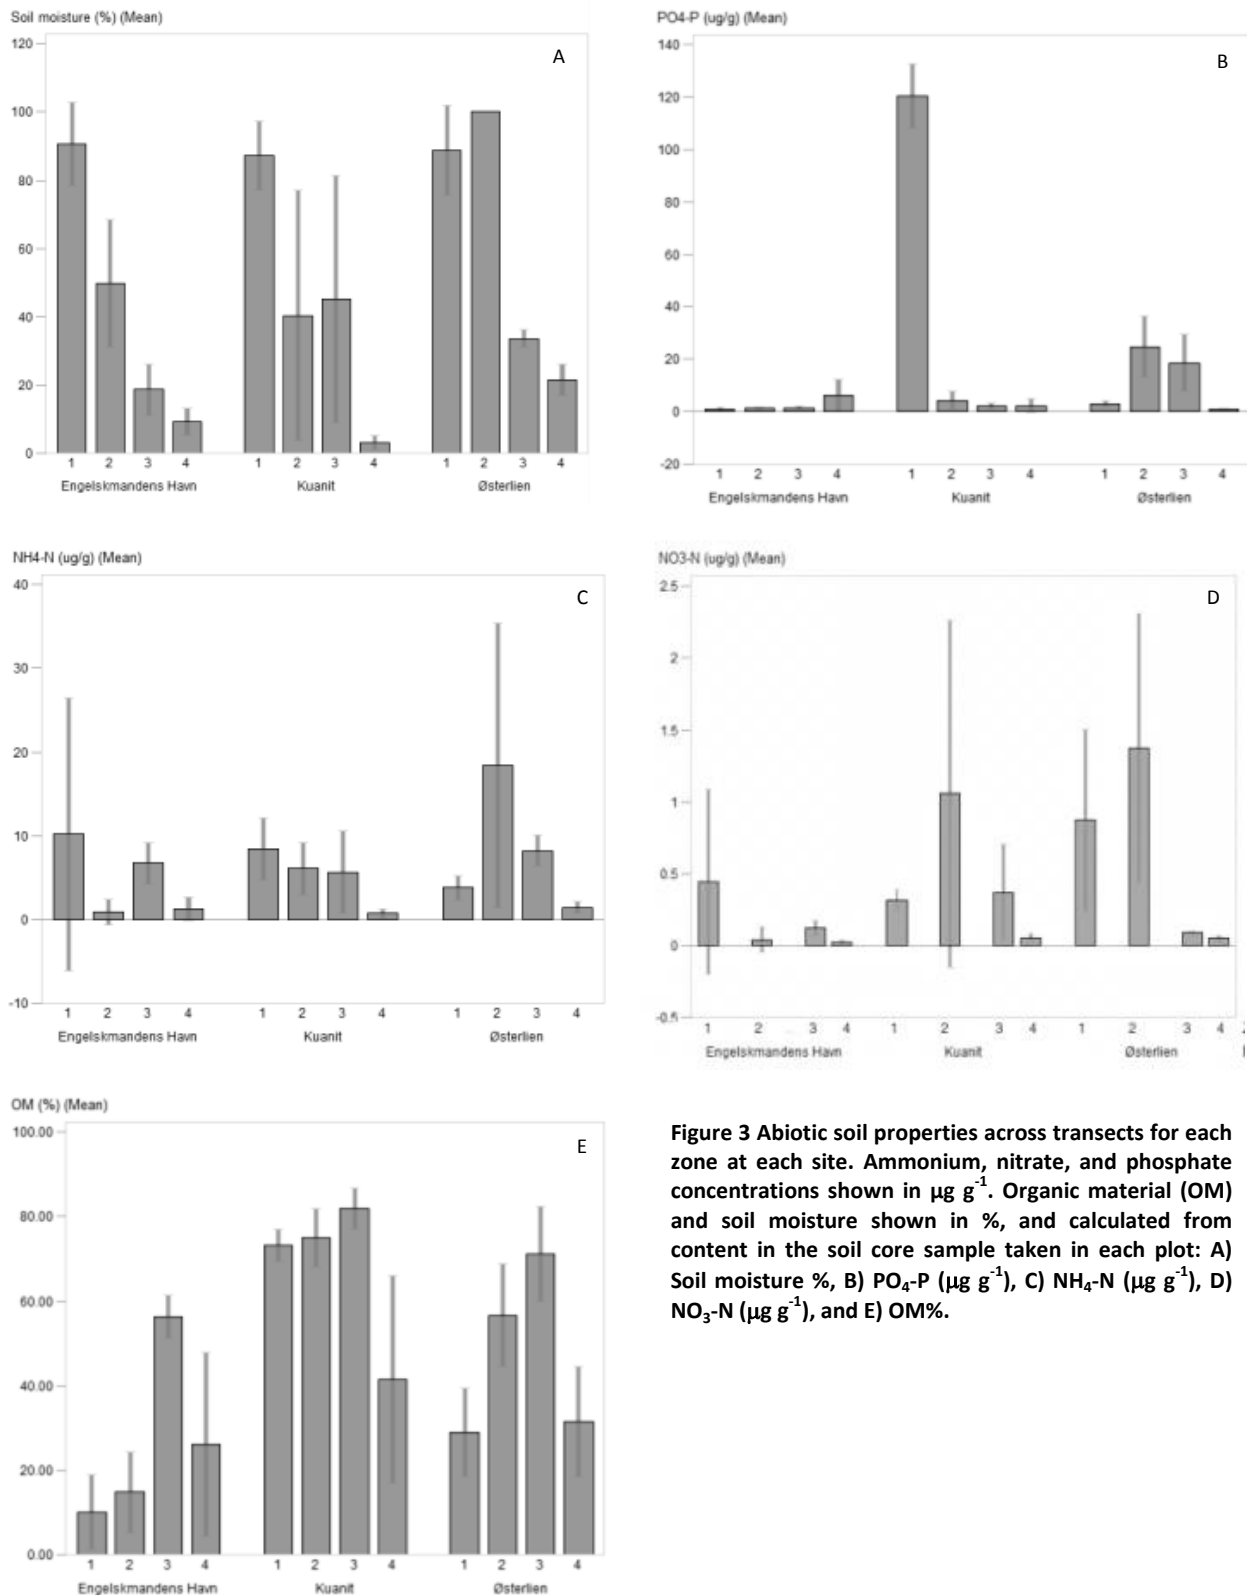 Soil moisture (%) (Mean)
A
120
100
80
60
40
20
0
1 2 3 4 1 2 3 4 1 2 3 4
Engelskmandens Havn Kuanit Østerlien
PO4-P (ug/g) (Mean)
B
140
120
100
80
60
40
20
0
-20
1 2 3 4 1 2 3 4 1 2 3 4
Engelskmandens Havn Kuanit Østerlien
NH4-N (ug/g) (Mean)
C
40
30
20
10
0
-10
1 2 3 4 1 2 3 4 1 2 3 4
Engelskmandens Havn Kuanit Østerlien
NO3-N (ug/g) (Mean)
D
2.5
2
1.5
1
0.5
0
-0.5
1 2 3 4 1 2 3 4 1 2 3 4
Engelskmandens Havn Kuanit Østerlien
OM (%) (Mean)
E
100.00
80.00
60.00
40.00
20.00
0.00
1 2 3 4 1 2 3 4 1 2 3 4
Engelskmandens Havn Kuanit Østerlien
Figure 3 Abiotic soil properties across transects for each
zone at each site. Ammonium, nitrate, and phosphate
concentrations shown in µg g⁻¹. Organic material (OM)
and soil moisture shown in %, and calculated from
content in the soil core sample taken in each plot: A)
Soil moisture %, B) PO₄-P (µg g⁻¹), C) NH₄-N (µg g⁻¹), D)
NO₃-N (µg g⁻¹), and E) OM%.